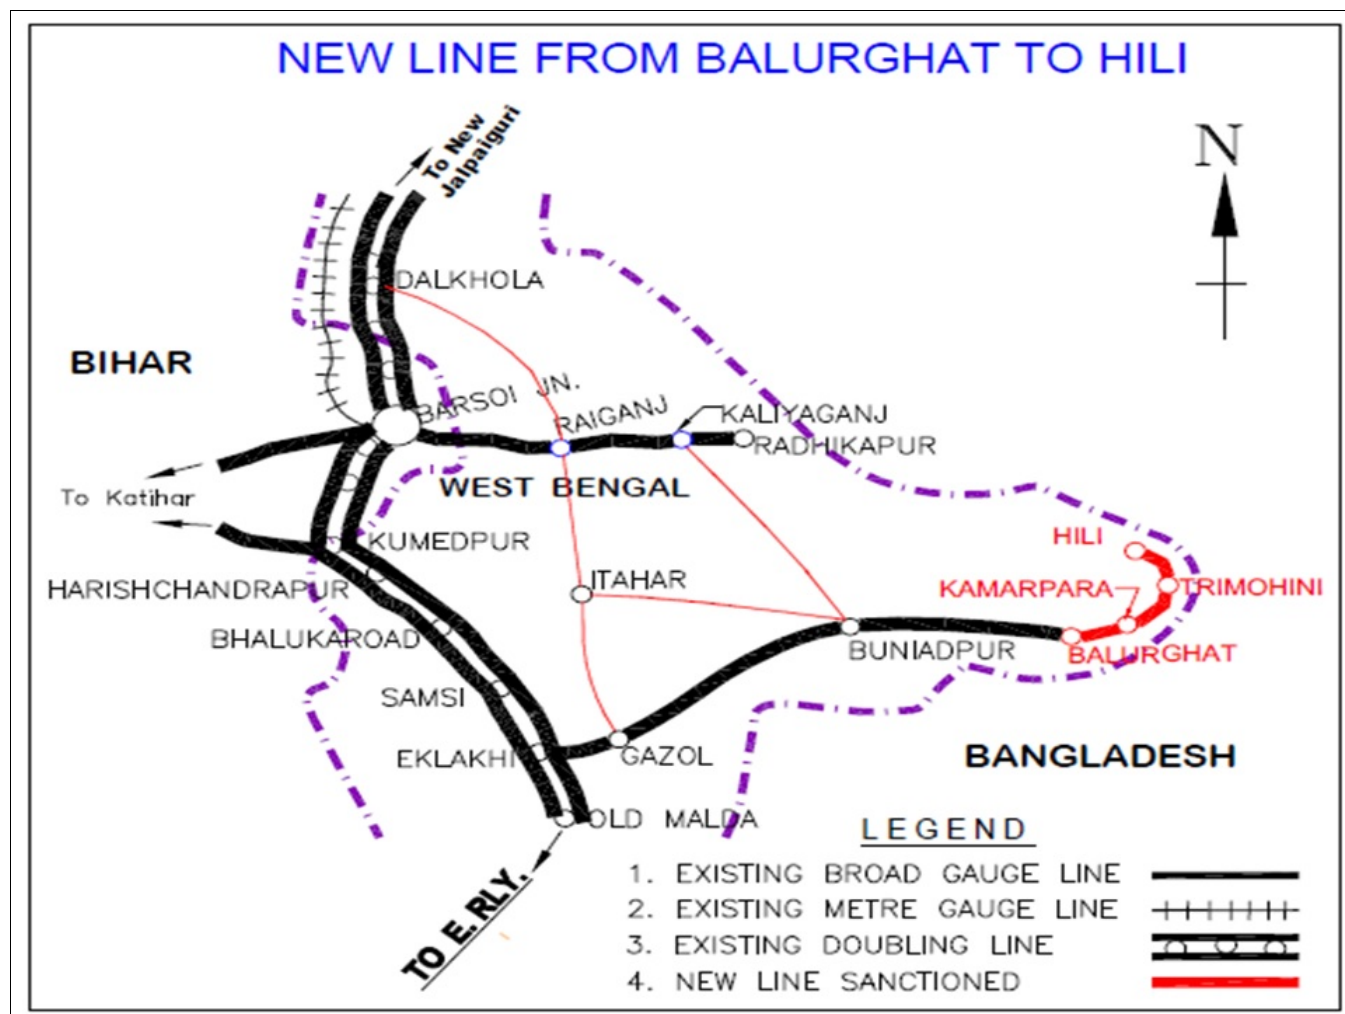 NEW LINE FROM BALURGHAT TO HILI
To New
Jalpaiguri
N
DALKHOLA
BIHAR
BARSOI JN.
RAIGANJ
KALIYAGANJ
RADHIKAPUR
To Katihar
WEST BENGAL
KUMEDPUR
HILI
ITAHAR
KAMARPARA
TRIMOHINI
HARISHCHANDRAPUR
BHALUKAROAD
BUNIADPUR
BALURGHAT
SAMSI
EKLAKHI
GAZOL
BANGLADESH
OLD MALDA
TO E. RLY.
LEGEND
1. EXISTING BROAD GAUGE LINE
2. EXISTING METRE GAUGE LINE
3. EXISTING DOUBLING LINE
4. NEW LINE SANCTIONED